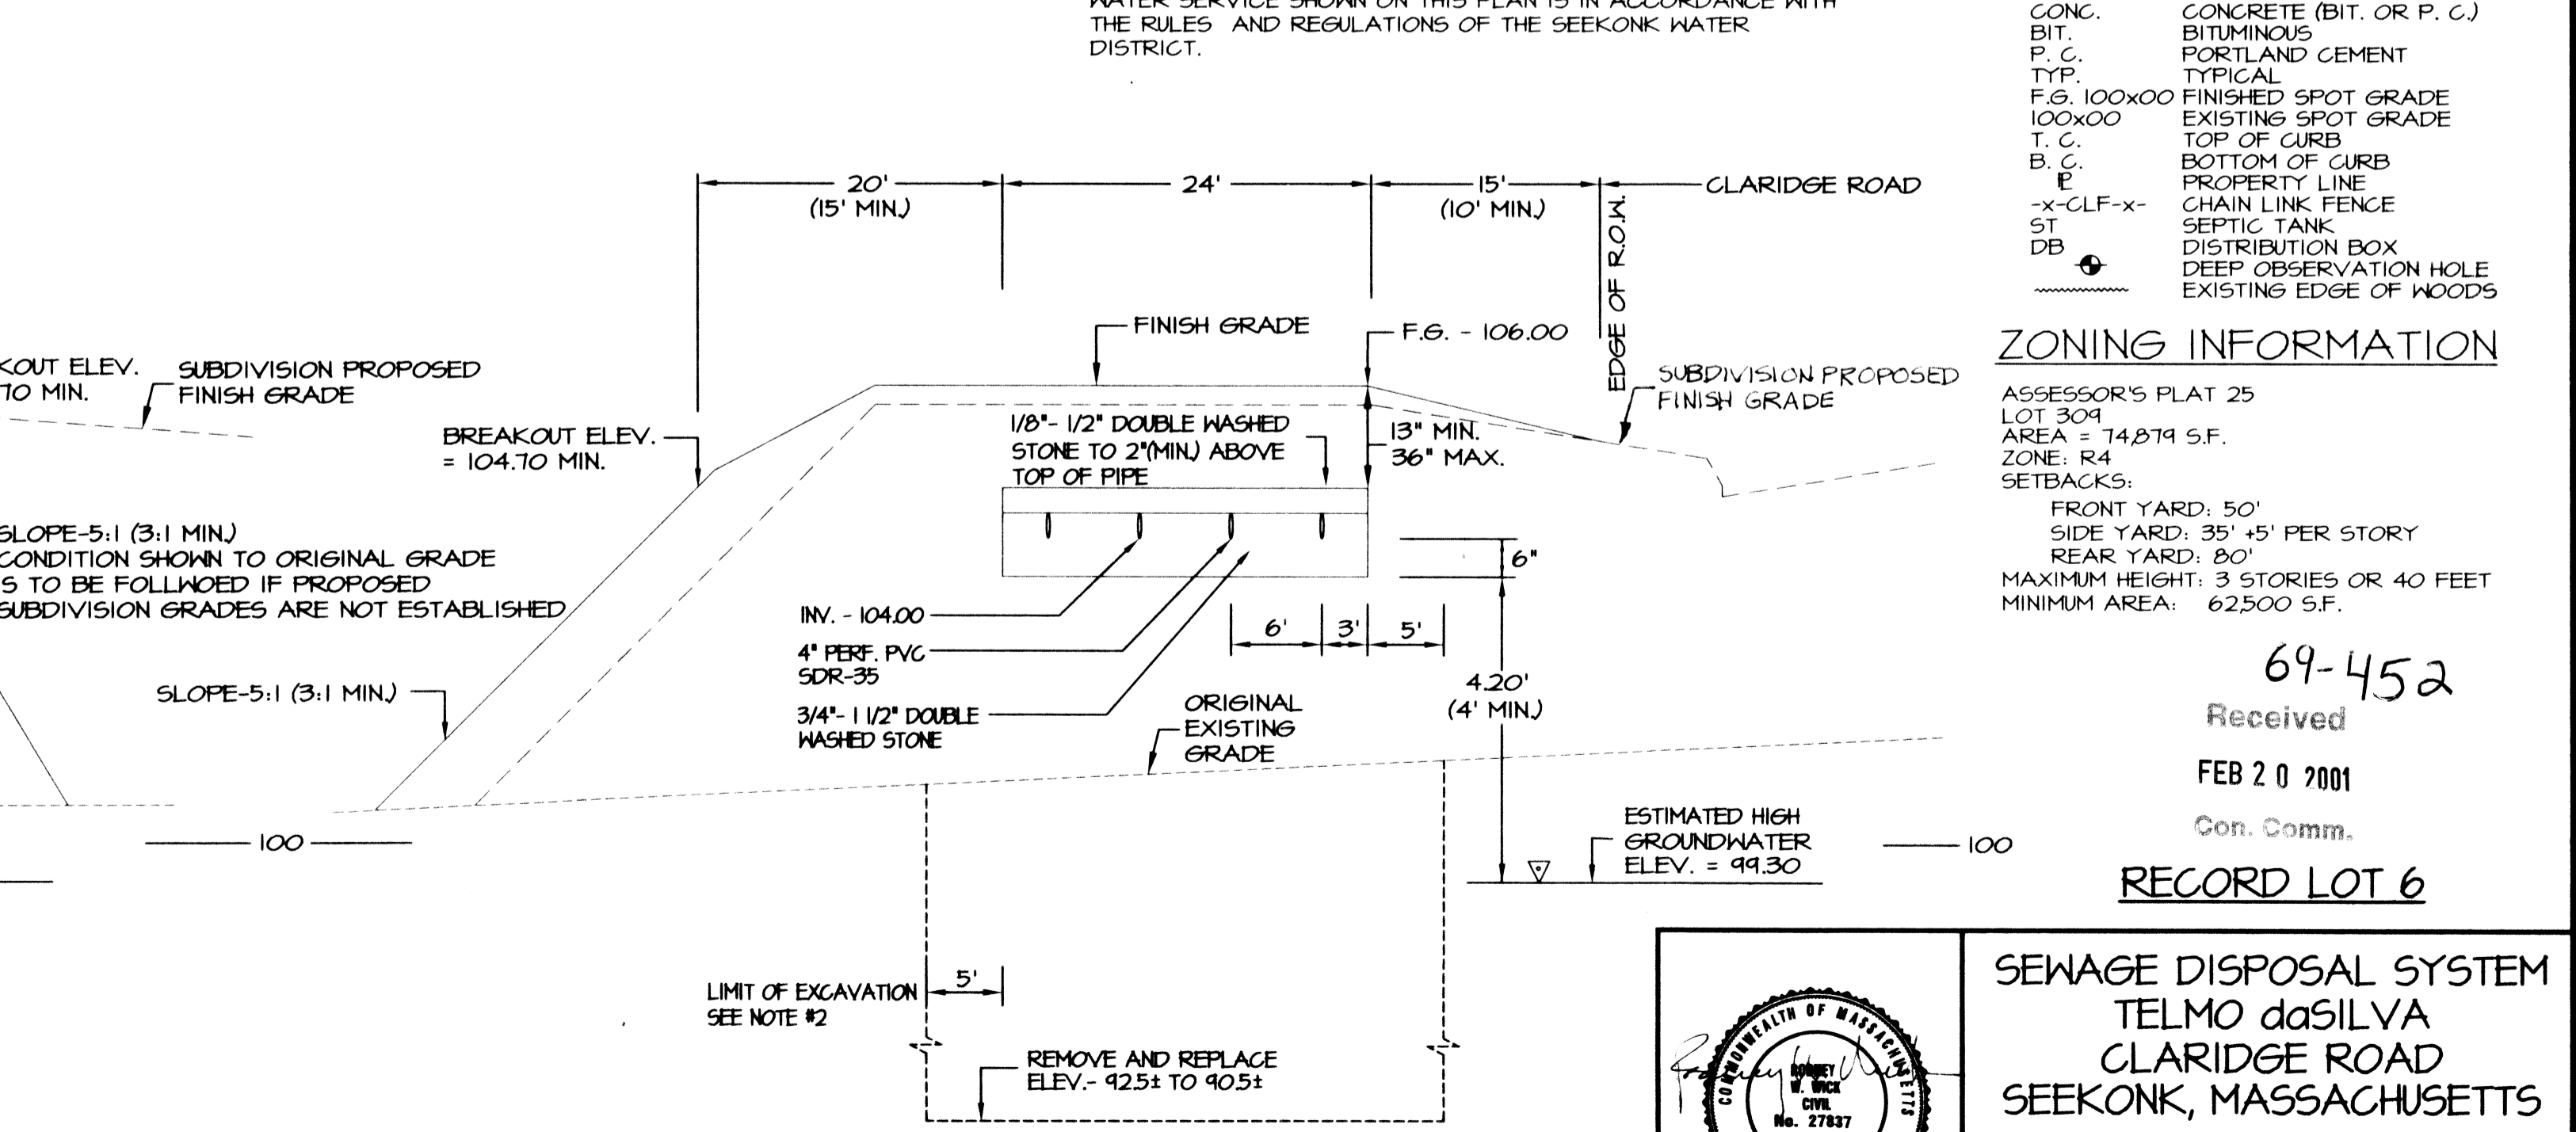 WATER SERVICE SHOWN ON THIS PLAN IS IN ACCORDANCE WITH
THE RULES AND REGULATIONS OF THE SEEKONK WATER
DISTRICT.
CONC. CONCRETE (BIT. OR P. C.)
BIT. BITUMINOUS
P. C. PORTLAND CEMENT
TYP. TYPICAL
F.G. 100x00 FINISHED SPOT GRADE
100x00 EXISTING SPOT GRADE
T. C. TOP OF CURB
B. C. BOTTOM OF CURB
PROPERTY LINE
-x-CLF-x- CHAIN LINK FENCE
ST SEPTIC TANK
DB DISTRIBUTION BOX
DEEP OBSERVATION HOLE
EXISTING EDGE OF WOODS
20'
(15' MIN.)
24'
15'
(10' MIN.)
CLARIDGE ROAD
EDGE OF R.O.W.
FINISH GRADE
F.G. - 106.00
KOUT ELEV.
70 MIN.
SUBDIVISION PROPOSED
FINISH GRADE
BREAKOUT ELEV.
= 104.70 MIN.
1/8"- 1/2" DOUBLE WASHED
STONE TO 2"(MIN.) ABOVE
TOP OF PIPE
13" MIN.
36" MAX.
SUBDIVISION PROPOSED
FINISH GRADE
SLOPE-5:1 (3:1 MIN.)
CONDITION SHOWN TO ORIGINAL GRADE
S TO BE FOLLWOED IF PROPOSED
SUBDIVISION GRADES ARE NOT ESTABLISHED
6"
INV. - 104.00
4" PERF. PVC
SDR-35
3/4"- 1 1/2" DOUBLE
WASHED STONE
6'
3'
5'
SLOPE-5:1 (3:1 MIN.)
ORIGINAL
EXISTING
GRADE
4.20'
(4' MIN.)
100
ESTIMATED HIGH
GROUNDWATER
ELEV. = 99.30
100
LIMIT OF EXCAVATION
SEE NOTE #2
5'
REMOVE AND REPLACE
ELEV.- 92.5± TO 90.5±
ZONING INFORMATION
ASSESSOR'S PLAT 25
LOT 309
AREA = 74,879 S.F.
ZONE: R4
SETBACKS:
FRONT YARD: 50'
SIDE YARD: 35' +5' PER STORY
REAR YARD: 80'
MAXIMUM HEIGHT: 3 STORIES OR 40 FEET
MINIMUM AREA: 62,500 S.F.
69-452
Received
FEB 20 2001
Con. Comm.
RECORD LOT 6
COMMONWEALTH OF MASSACHUSETTS
RODNEY
W. WICK
CIVIL
No. 27837
SEWAGE DISPOSAL SYSTEM
TELMO daSILVA
CLARIDGE ROAD
SEEKONK, MASSACHUSETTS